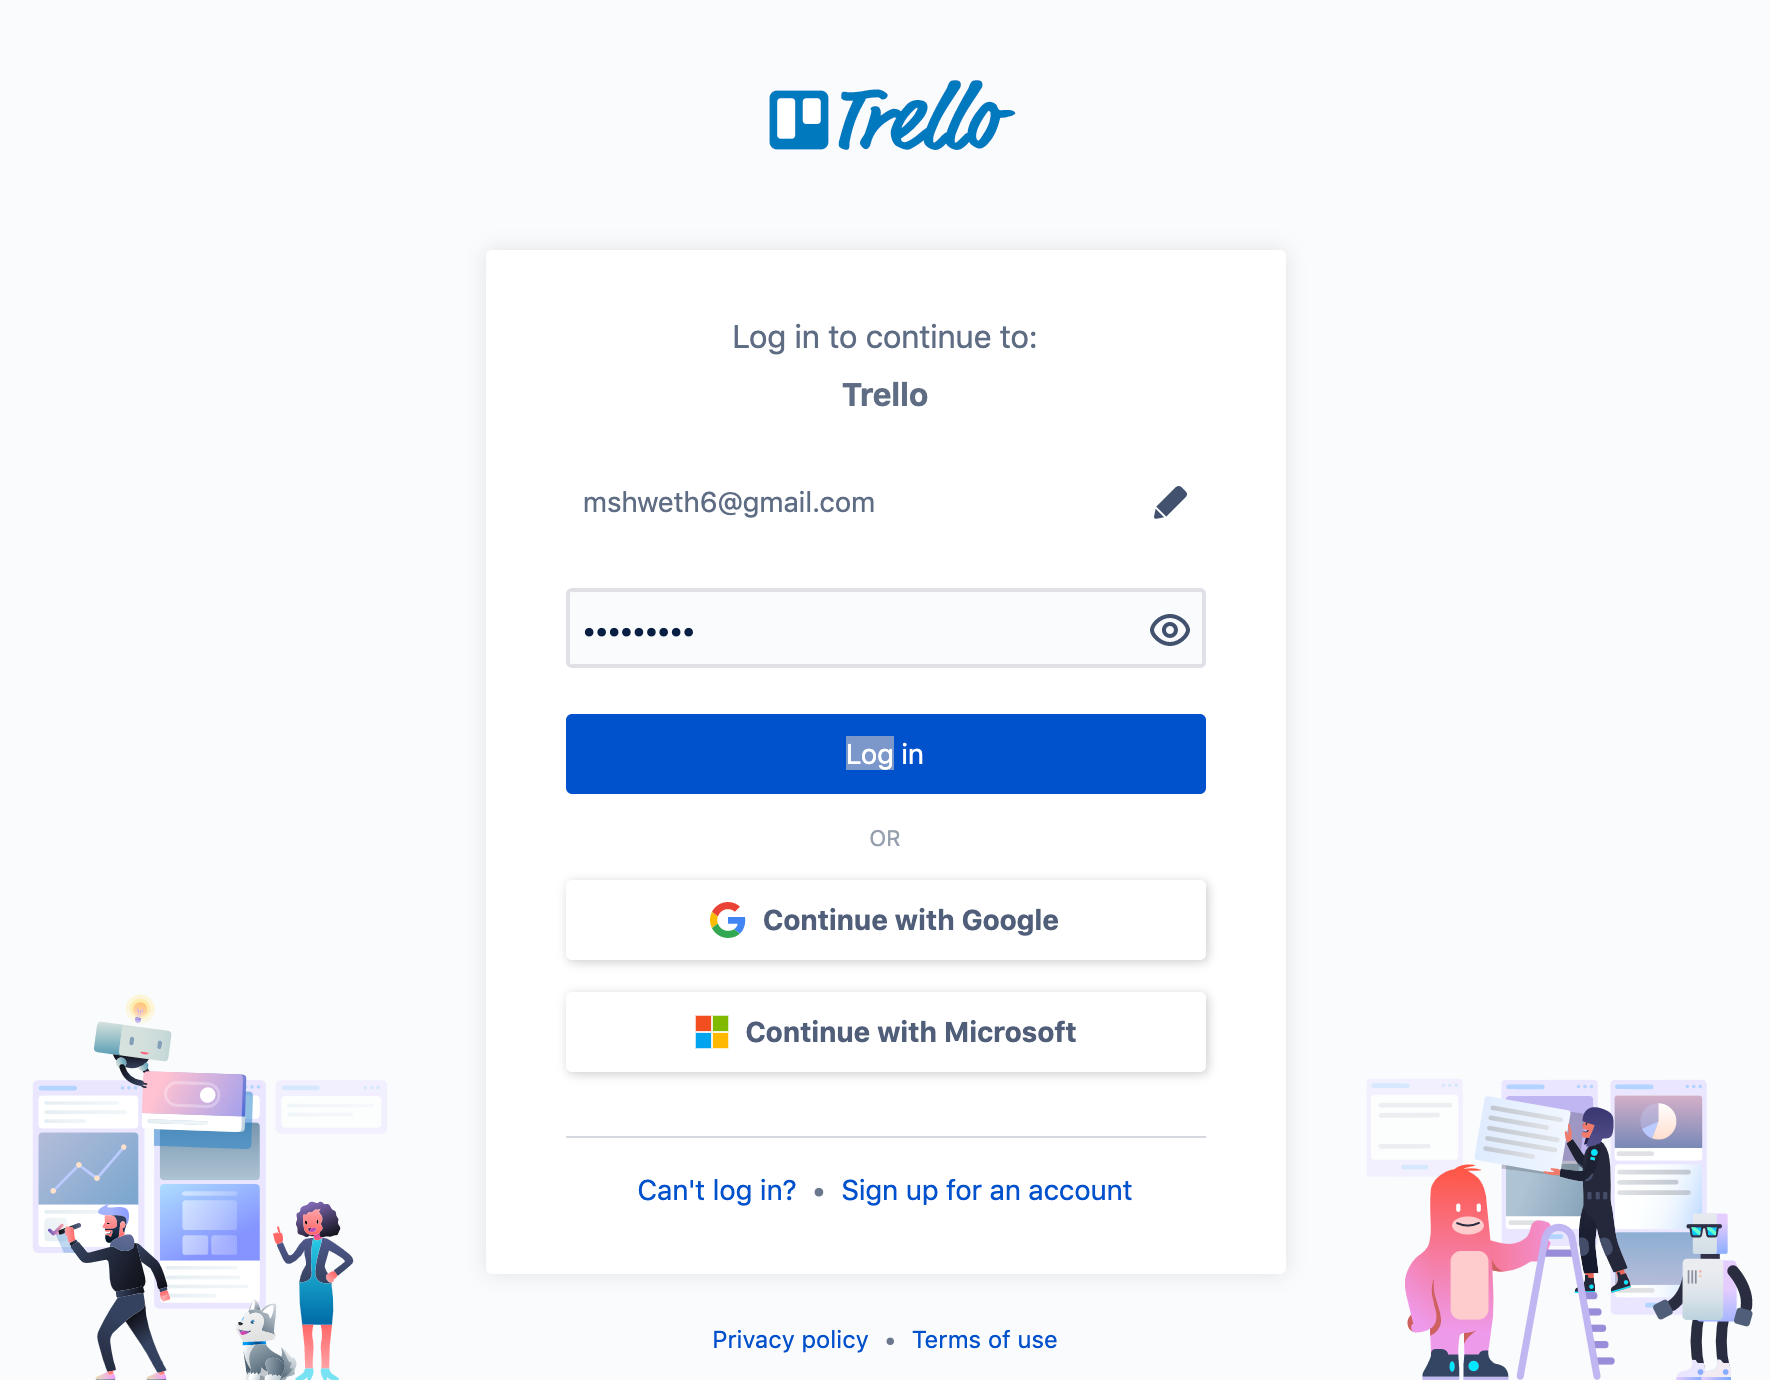 Trello
Log in to continue to:
Trello
mshweth6@gmail.com
•••••••••
Log in
OR
Continue with Google
Continue with Microsoft
Can't log in? • Sign up for an account
Privacy policy • Terms of use